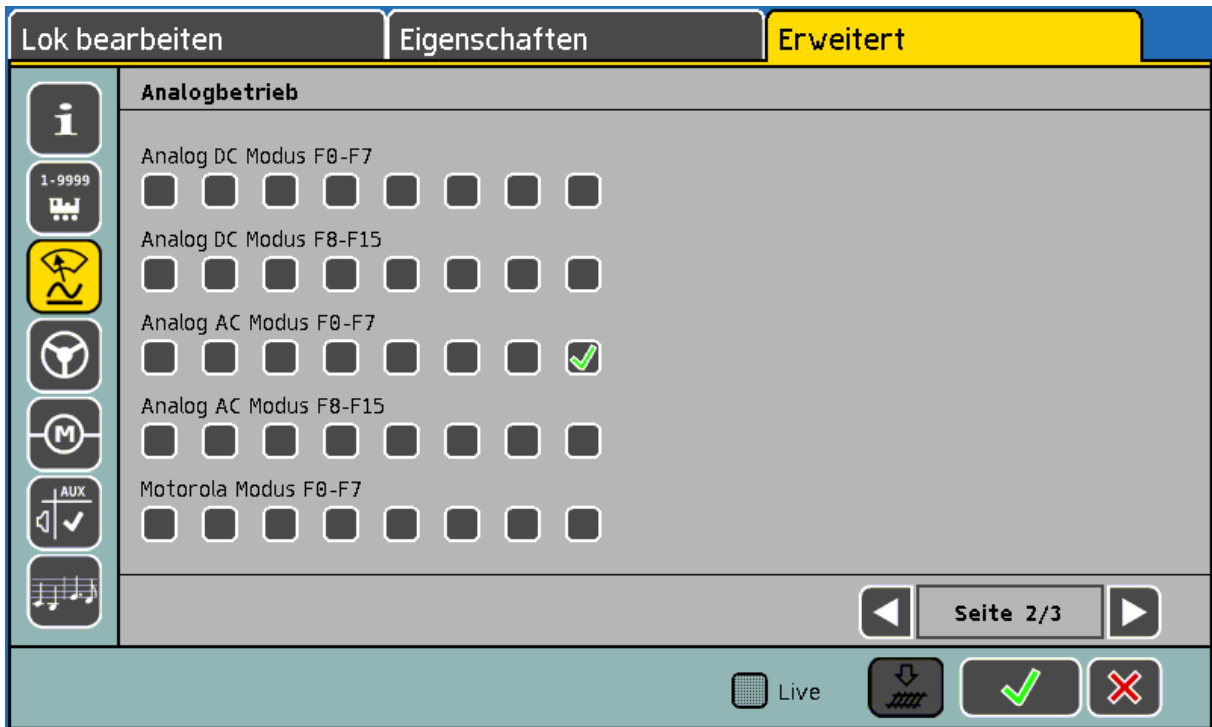 Lok bearbeiten
Eigenschaften
Erweitert
Analogbetrieb
i
1-9999
Analog DC Modus F0-F7
Analog DC Modus F8-F15
Analog AC Modus F0-F7
Analog AC Modus F8-F15
M
AUX
Motorola Modus F0-F7
Seite 2/3
Live